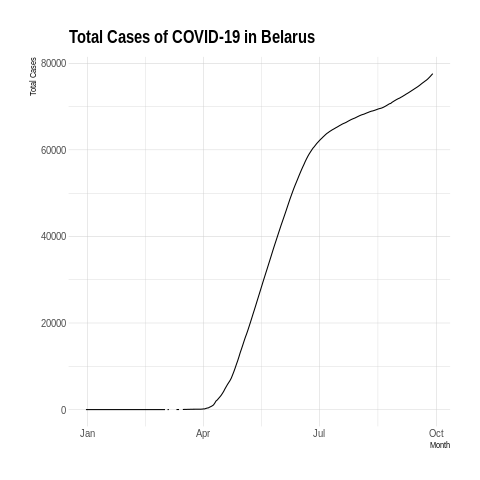 Total Cases of COVID-19 in Belarus
Total Cases
80000
60000
40000
20000
0
Jan Apr Jul Oct
Month